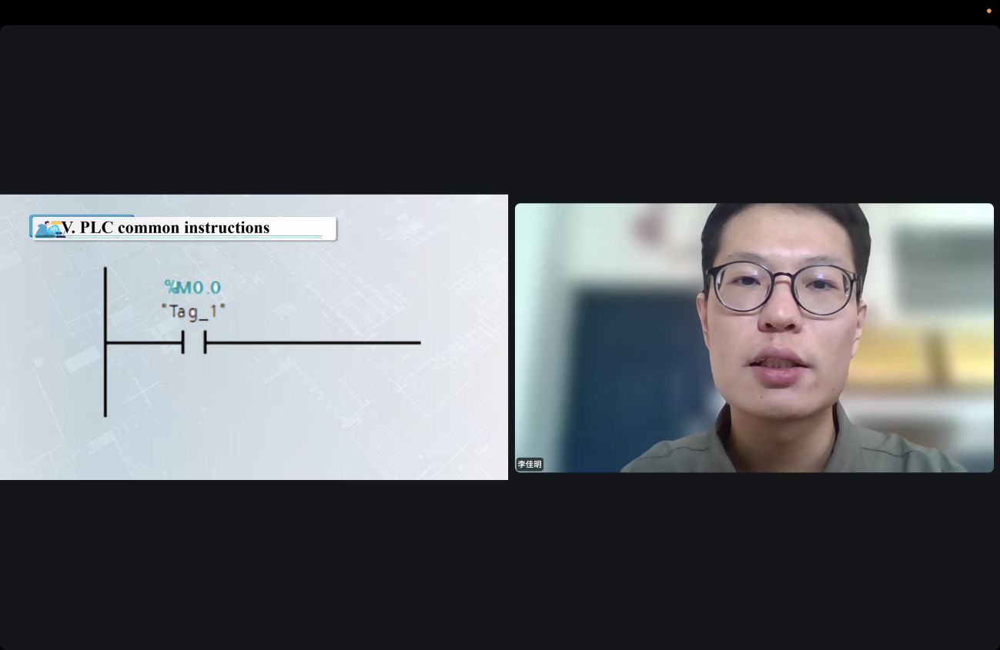 V. PLC common instructions
%M0.0
"Tag_1"
李佳明